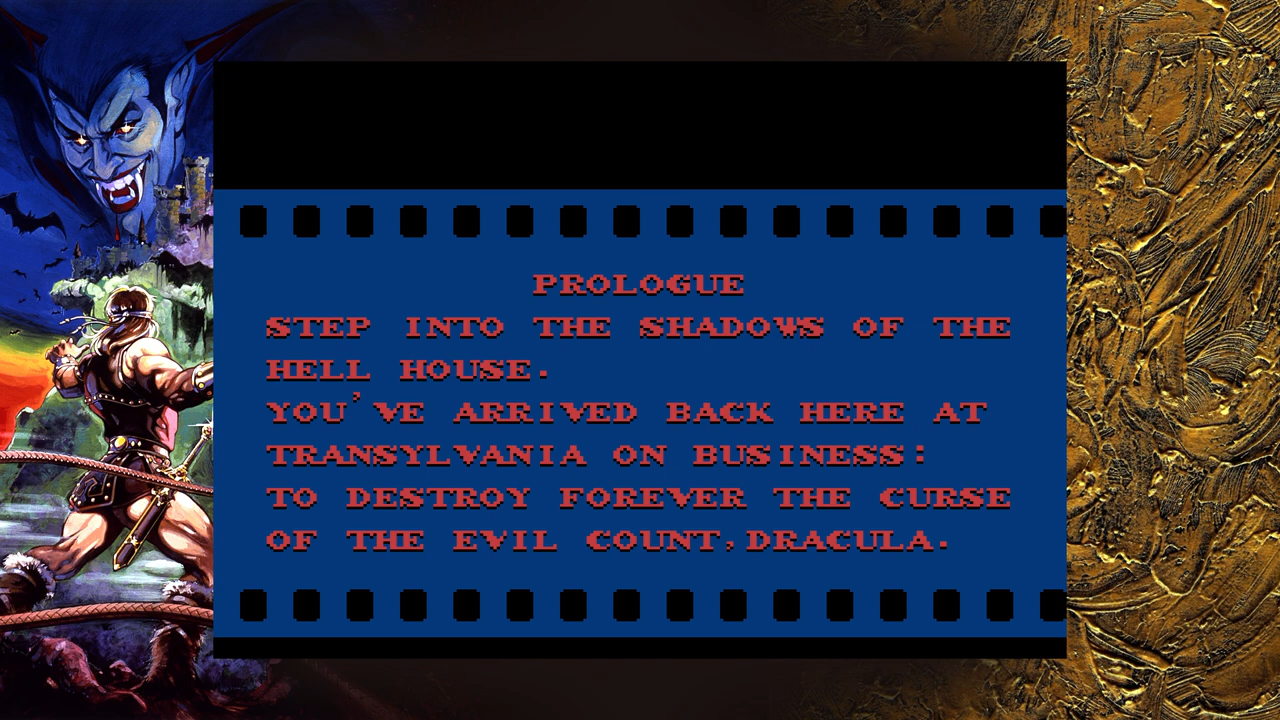 PROLOGUE
STEP INTO THE SHADOWS OF THE
HELL HOUSE.
YOU'VE ARRIVED BACK HERE AT
TRANSYLVANIA ON BUSINESS:
TO DESTROY FOREVER THE CURSE
OF THE EVIL COUNT,DRACULA.